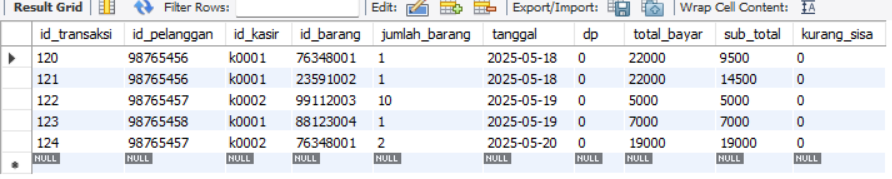 Result Grid Filter Rows: Edit: Export/Import: Wrap Cell Content:
id_transaksi id_pelanggan id_kasir id_barang jumlah_barang tanggal dp total_bayar sub_total kurang_sisa
120 98765456 k0001 76348001 1 2025-05-18 0 22000 9500 0
121 98765456 k0001 23591002 1 2025-05-18 0 22000 14500 0
122 98765457 k0002 99112003 10 2025-05-19 0 5000 5000 0
123 98765458 k0001 88123004 1 2025-05-19 0 7000 7000 0
124 98765457 k0002 76348001 2 2025-05-20 0 19000 19000 0
NULL NULL NULL NULL NULL NULL NULL NULL NULL NULL